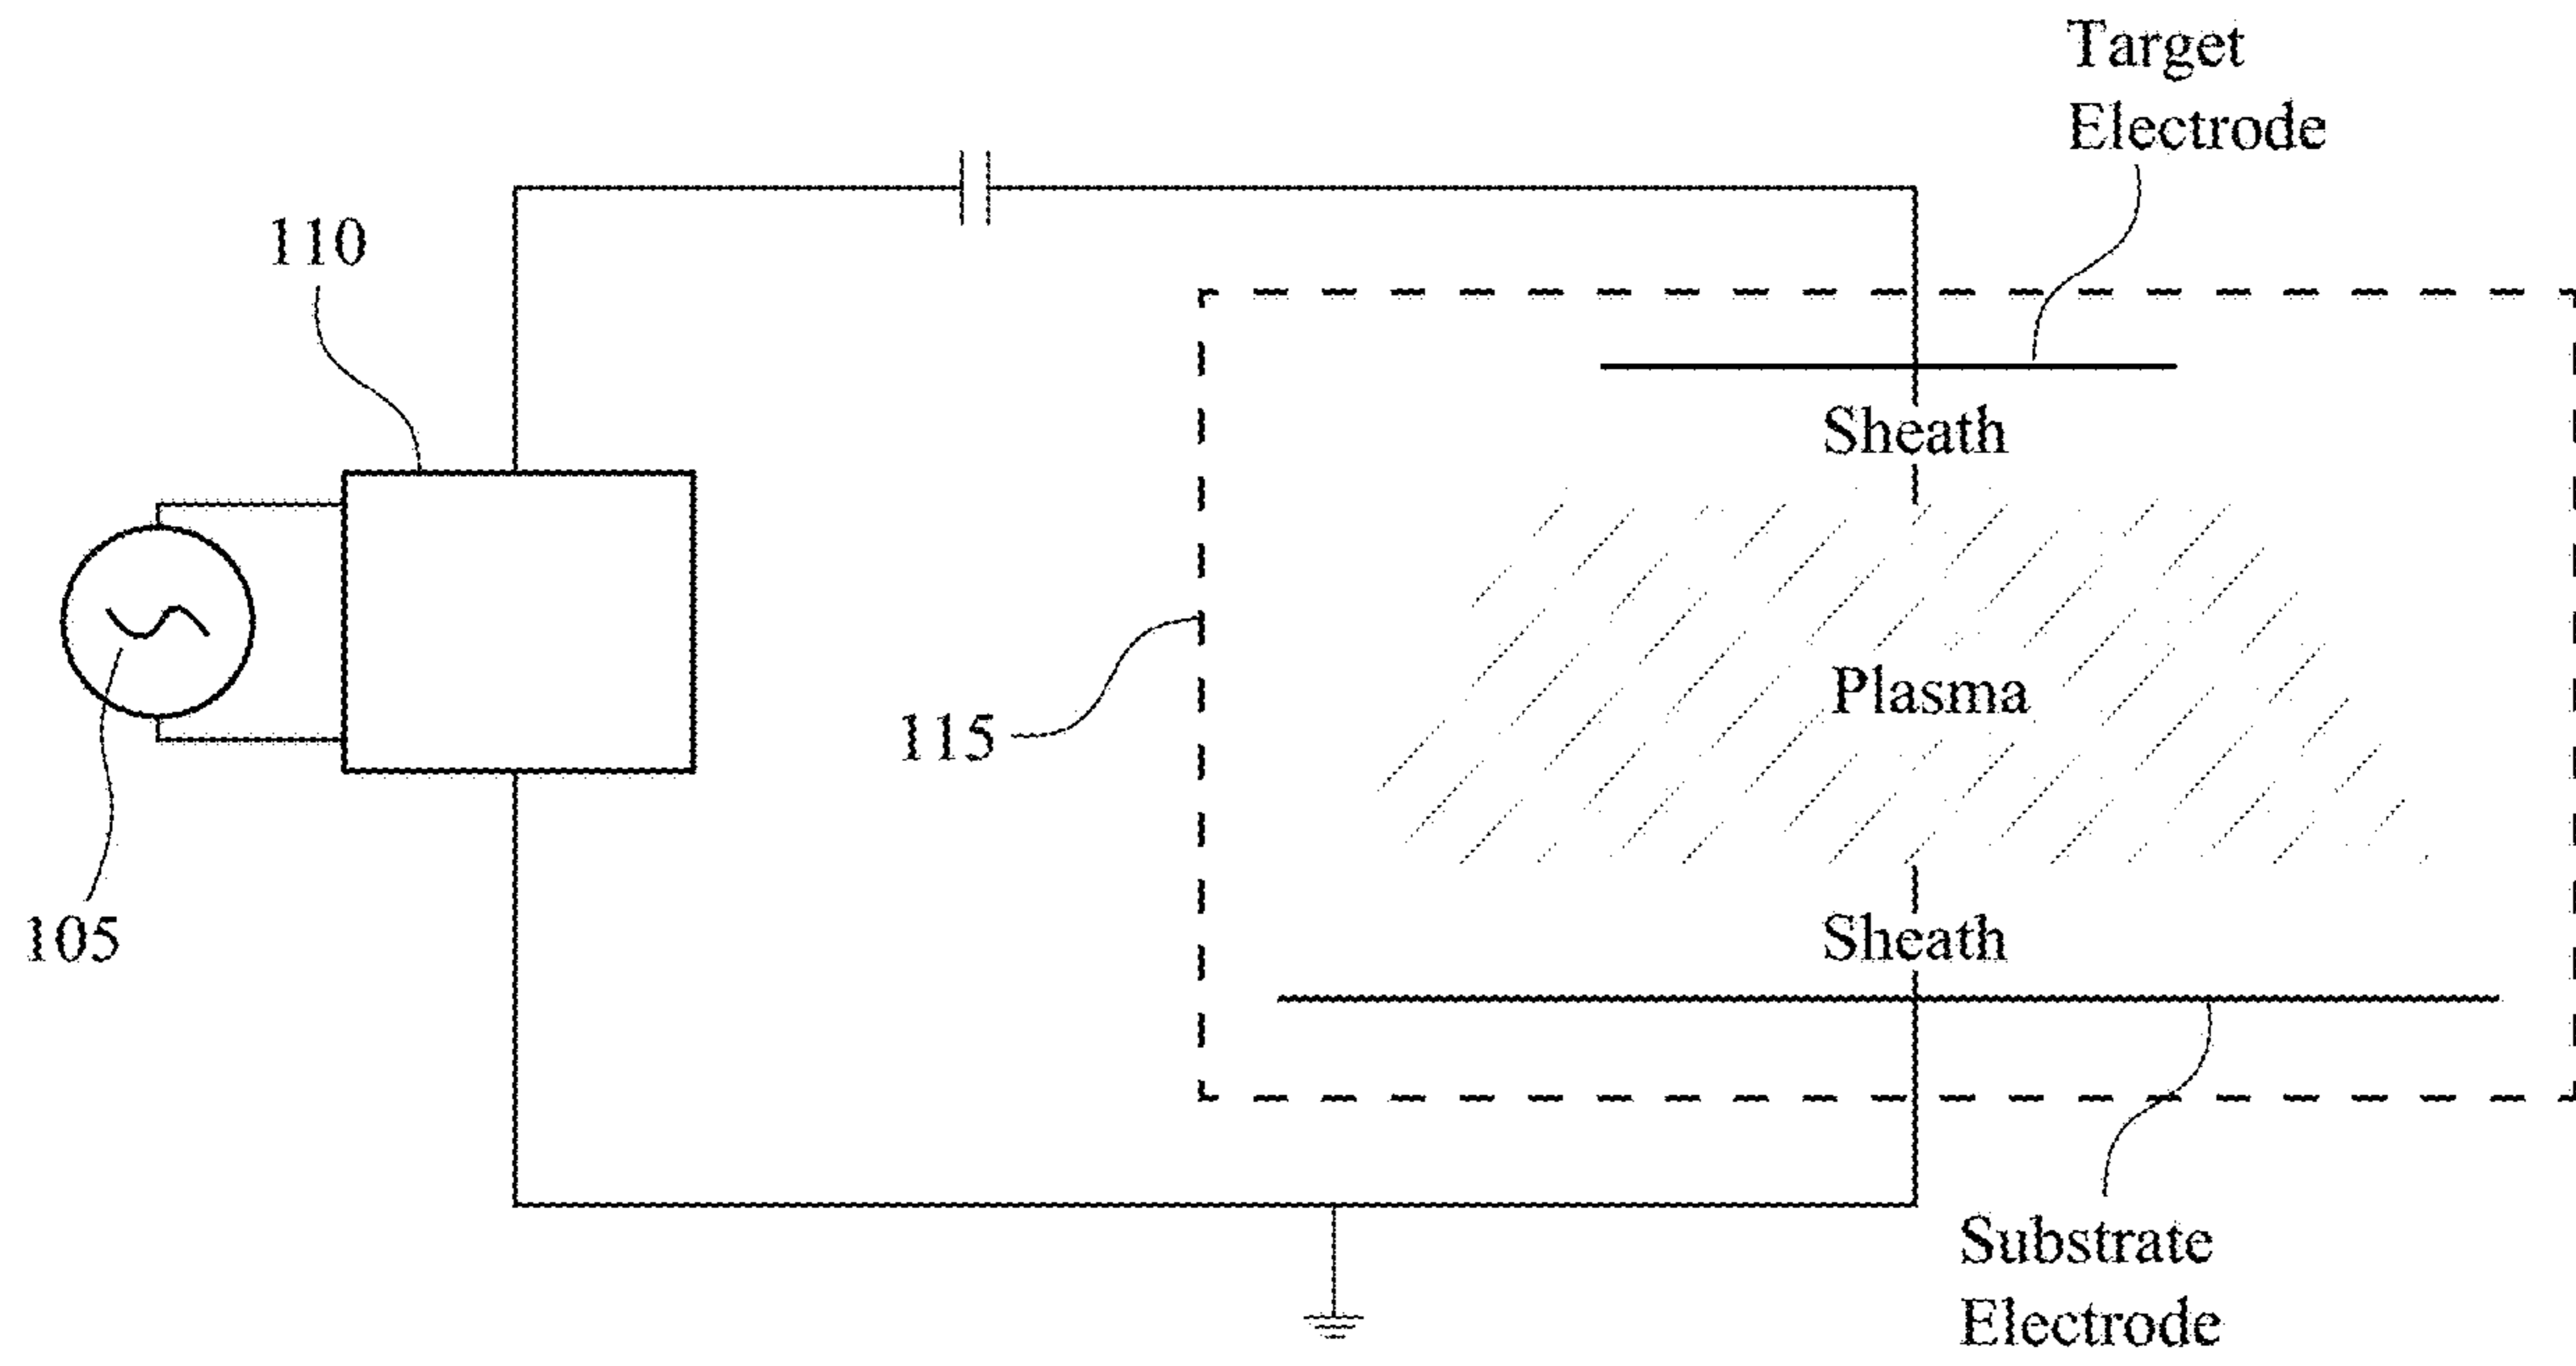 Target
Electrode
110
Sheath
Plasma
115
105
Sheath
Substrate
Electrode